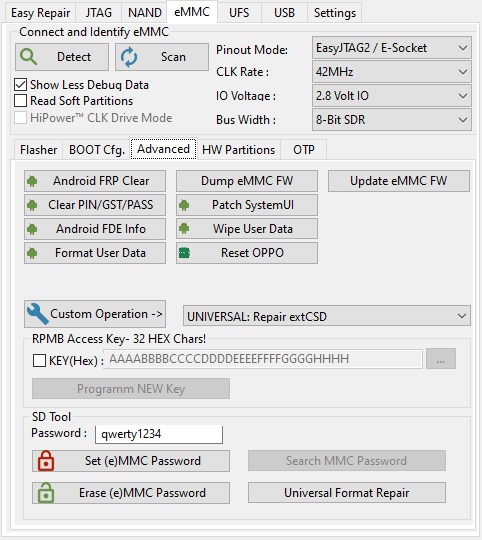 Easy Repair JTAG NAND eMMC UFS USB Settings
Connect and Identify eMMC
Detect Scan
Show Less Debug Data
Read Soft Partitions
HiPower™ CLK Drive Mode
Pinout Mode: EasyJTAG2 / E-Socket
CLK Rate : 42MHz
IO Voltage : 2.8 Volt IO
Bus Width : 8-Bit SDR
Flasher BOOT Cfg. Advanced HW Partitions OTP
Android FRP Clear Dump eMMC FW Update eMMC FW
Clear PIN/GST/PASS Patch SystemUI
Android FDE Info Wipe User Data
Format User Data Reset OPPO
Custom Operation -> UNIVERSAL: Repair extCSD
RPMB Access Key- 32 HEX Chars!
KEY(Hex) : AAAABBBBCCCCDDDDEEEEFFFFGGGGHHHH ...
Programm NEW Key
SD Tool
Password : qwerty1234
Set (e)MMC Password Search MMC Password
Erase (e)MMC Password Universal Format Repair